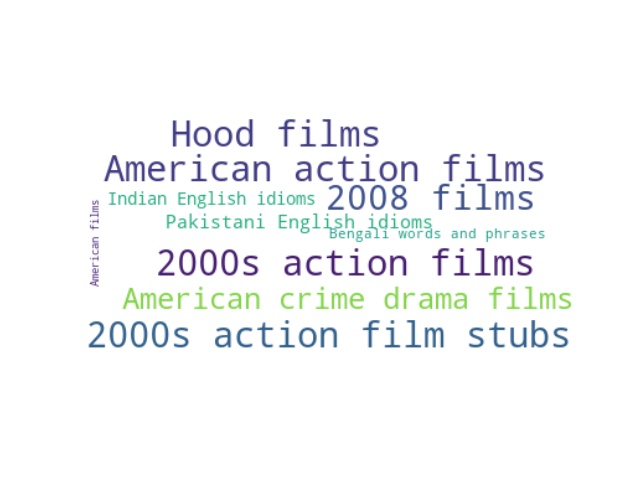 Hood films
American action films
Indian English idioms
2008 films
Pakistani English idioms
Bengali words and phrases
American films
2000s action films
American crime drama films
2000s action film stubs